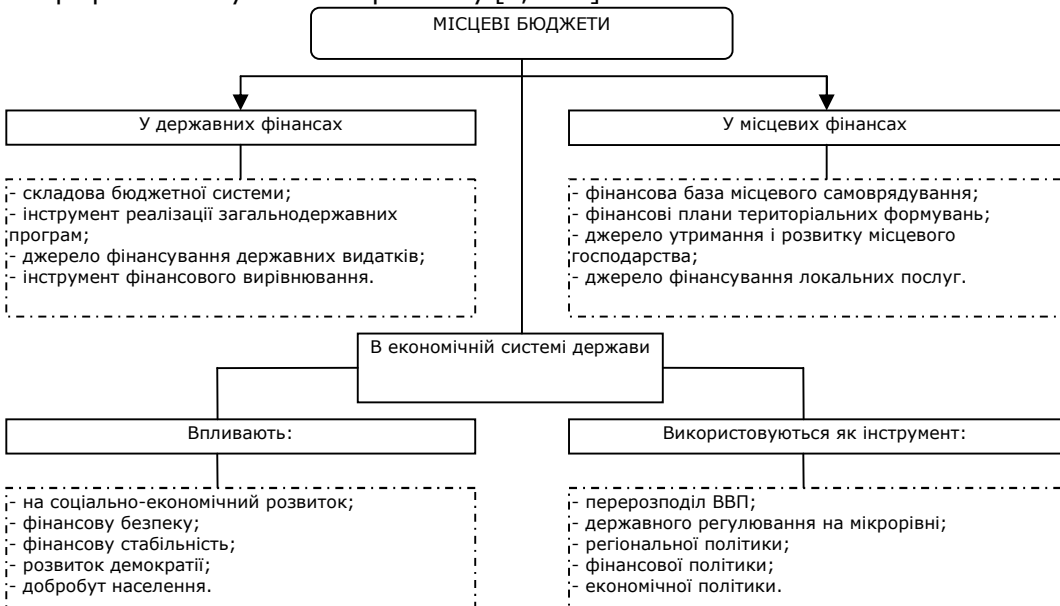 МІСЦЕВІ БЮДЖЕТИ
У державних фінансах
У місцевих фінансах
- складова бюджетної системи;
- інструмент реалізації загальнодержавних
програм;
- джерело фінансування державних видатків;
- інструмент фінансового вирівнювання.
- фінансова база місцевого самоврядування;
- фінансові плани територіальних формувань;
- джерело утримання і розвитку місцевого
господарства;
- джерело фінансування локальних послуг.
В економічній системі держави
Впливають:
Використовуються як інструмент:
- на соціально-економічний розвиток;
- фінансову безпеку;
- фінансову стабільність;
- розвиток демократії;
- добробут населення.
- перерозподіл ВВП;
- державного регулювання на мікрорівні;
- регіональної політики;
- фінансової політики;
- економічної політики.